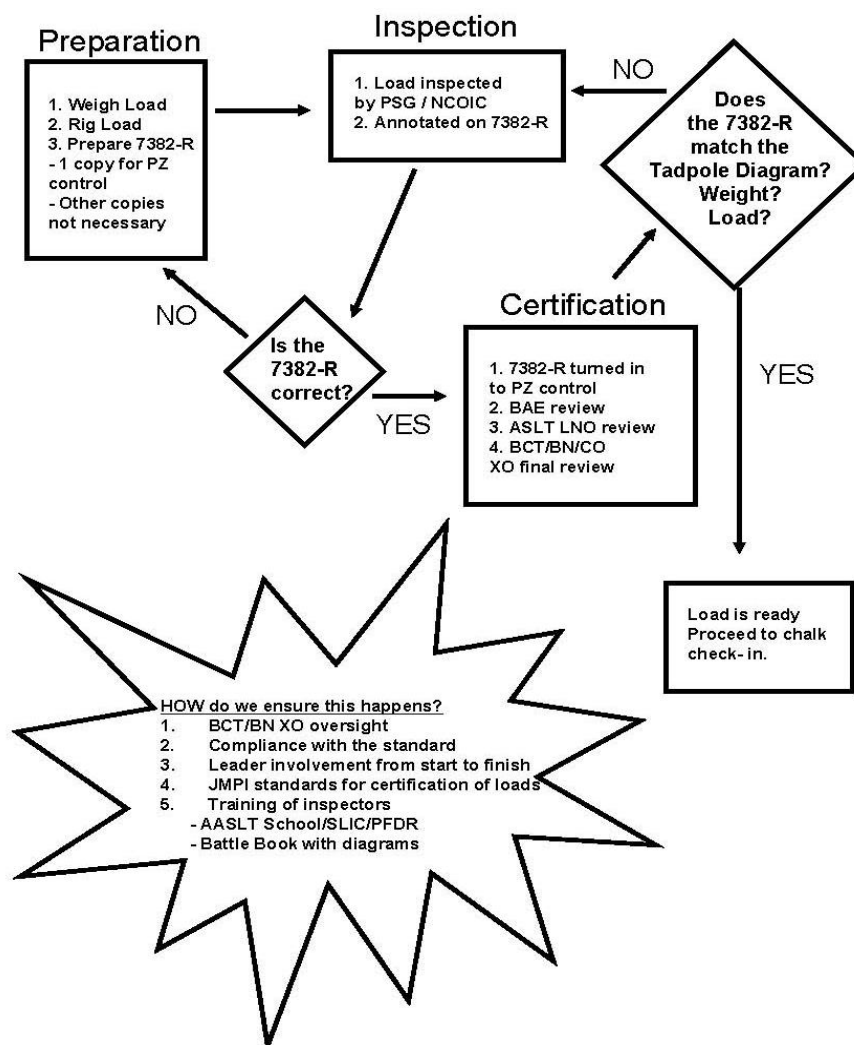 Preparation
1. Weigh Load
2. Rig Load
3. Prepare 7382-R
- 1 copy for PZ
control
- Other copies
not necessary
Inspection
1. Load inspected
by PSG / NCOIC
2. Annotated on 7382-R
NO
Does
the 7382-R
match the
Tadpole Diagram?
Weight?
Load?
NO
Is the
7382-R
correct?
YES
Certification
1. 7382-R turned in
to PZ control
2. BAE review
3. ASLT LNO review
4. BCT/BN/CO
XO final review
YES
Load is ready
Proceed to chalk
check- in.
HOW do we ensure this happens?
1. BCT/BN XO oversight
2. Compliance with the standard
3. Leader involvement from start to finish
4. JMPI standards for certification of loads
5. Training of inspectors
- AASLT School/SLIC/PFDR
- Battle Book with diagrams